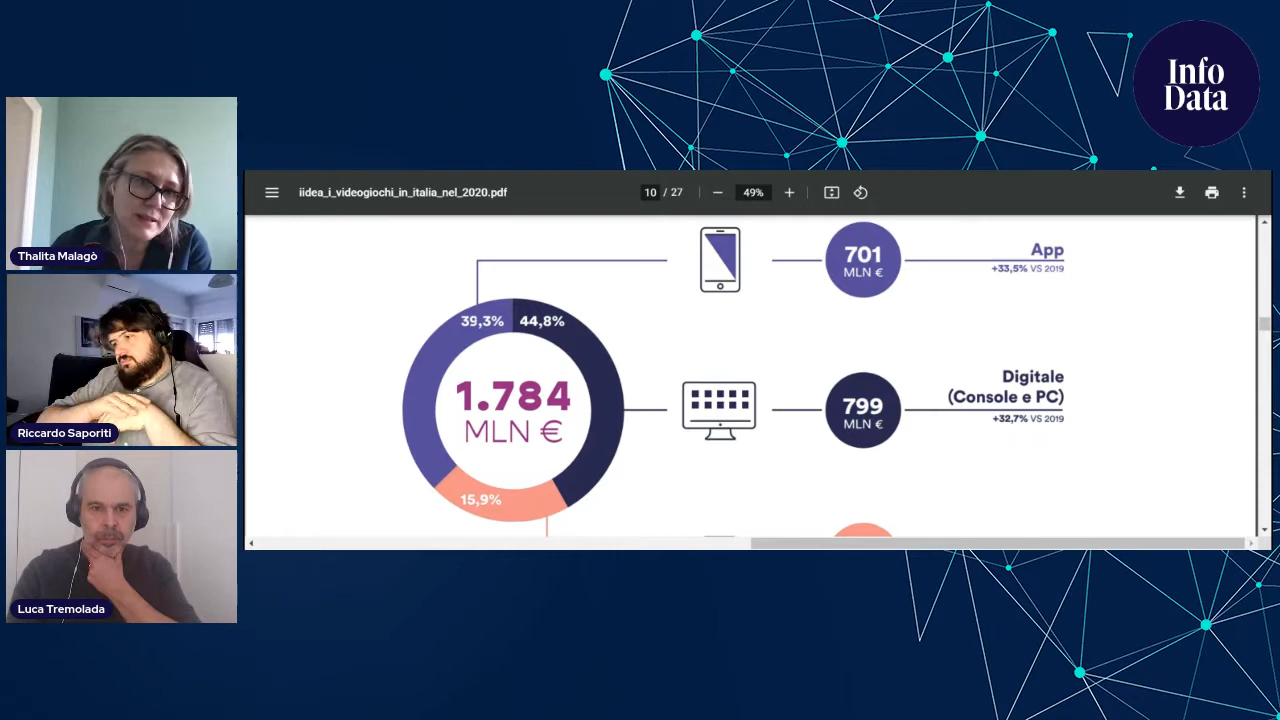 Info
Data
Thalita Malagò
Riccardo Saporiti
Luca Tremolada
iidea_i_videogiochi_in_italia_nel_2020.pdf
10 / 27
49%
701
MLN €
App
+33,5% VS 2019
39,3%
44,8%
1.784
MLN €
15,9%
799
MLN €
Digitale
(Console e PC)
+32,7% VS 2019